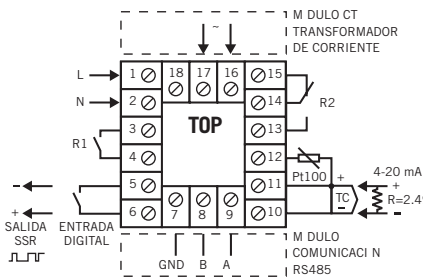 M DULO CT
TRANSFORMADOR
DE CORRIENTE
~
L
N
1
2
3
4
5
6
18
17
16
15
14
13
12
11
10
7
8
9
TOP
R1
R2
Pt100
+
TC
-
4-20 mA
+
R=2.4
-
-
+
SALIDA
SSR
ENTRADA
DIGITAL
GND
B
A
M DULO
COMUNICACI N
RS485